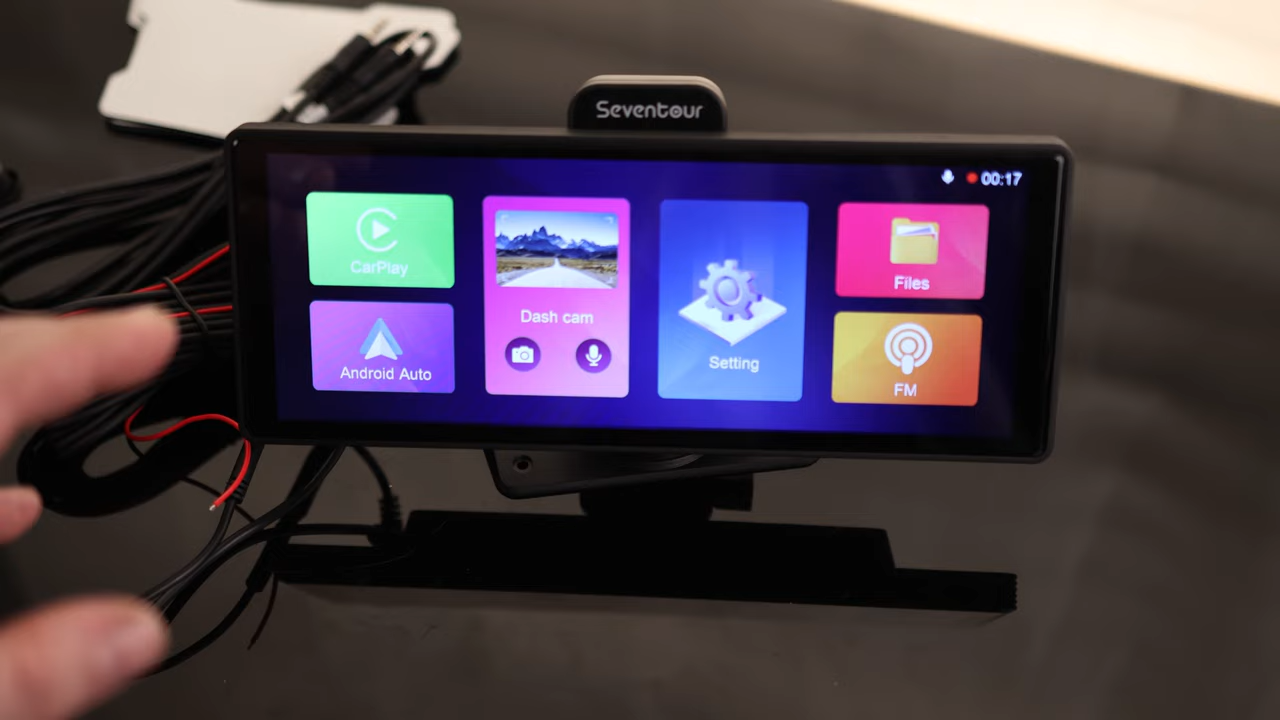 Seventour
00:17
CarPlay
Android Auto
Dash cam
Setting
Files
FM